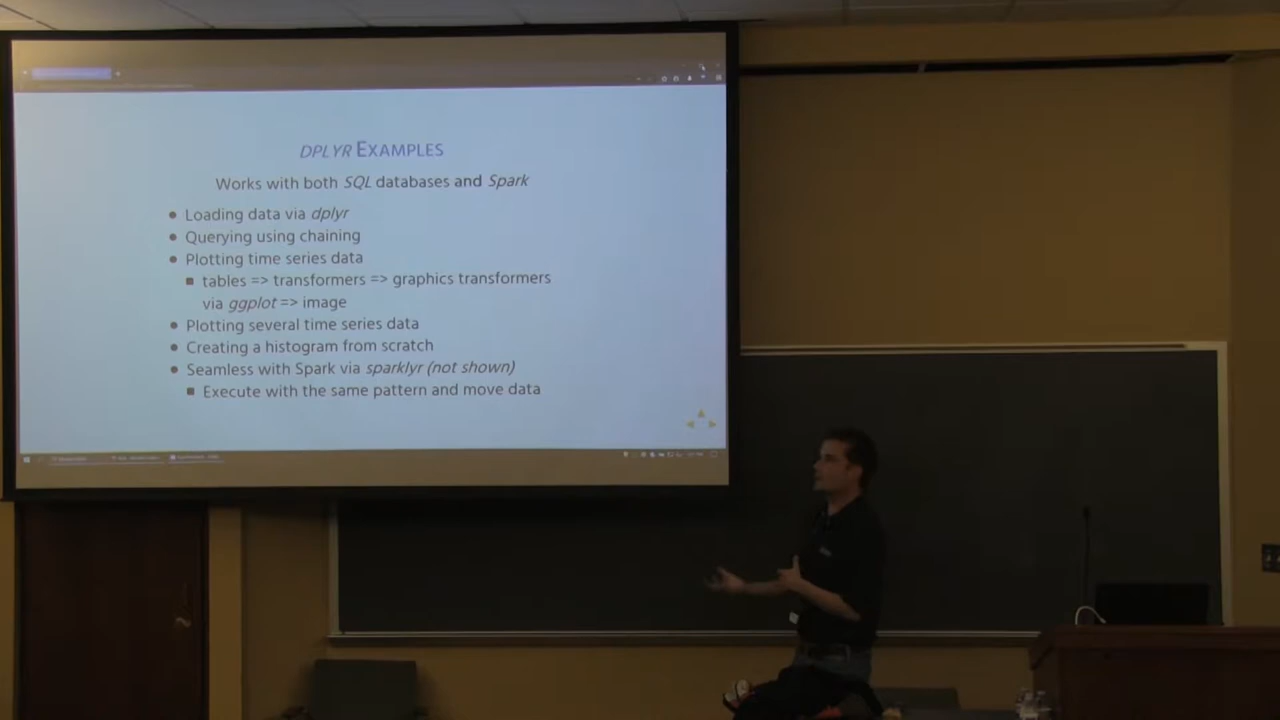 DPLYR EXAMPLES
Works with both SQL databases and Spark
Loading data via dplyr
Querying using chaining
Plotting time series data
tables => transformers => graphics transformers
via ggplot => image
Plotting several time series data
Creating a histogram from scratch
Seamless with Spark via sparklyr (not shown)
Execute with the same pattern and move data